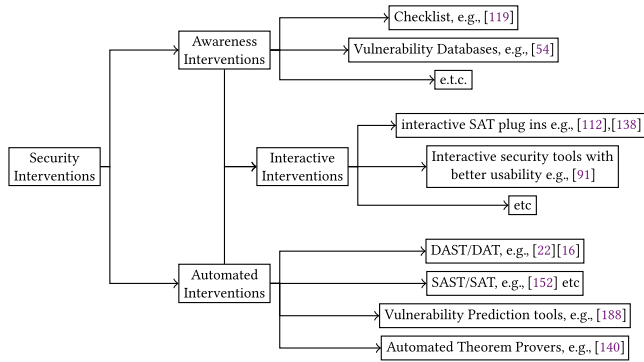 Checklist, e.g., [119]
Awareness
Interventions
Vulnerability Databases, e.g., [54]
e.t.c.
interactive SAT plug ins e.g., [112],[138]
Security
Interventions
Interactive
Interventions
Interactive security tools with
better usability e.g., [91]
etc
DAST/DAT, e.g., [22][16]
Automated
Interventions
SAST/SAT, e.g., [152] etc
Vulnerability Prediction tools, e.g., [188]
Automated Theorem Provers, e.g., [140]